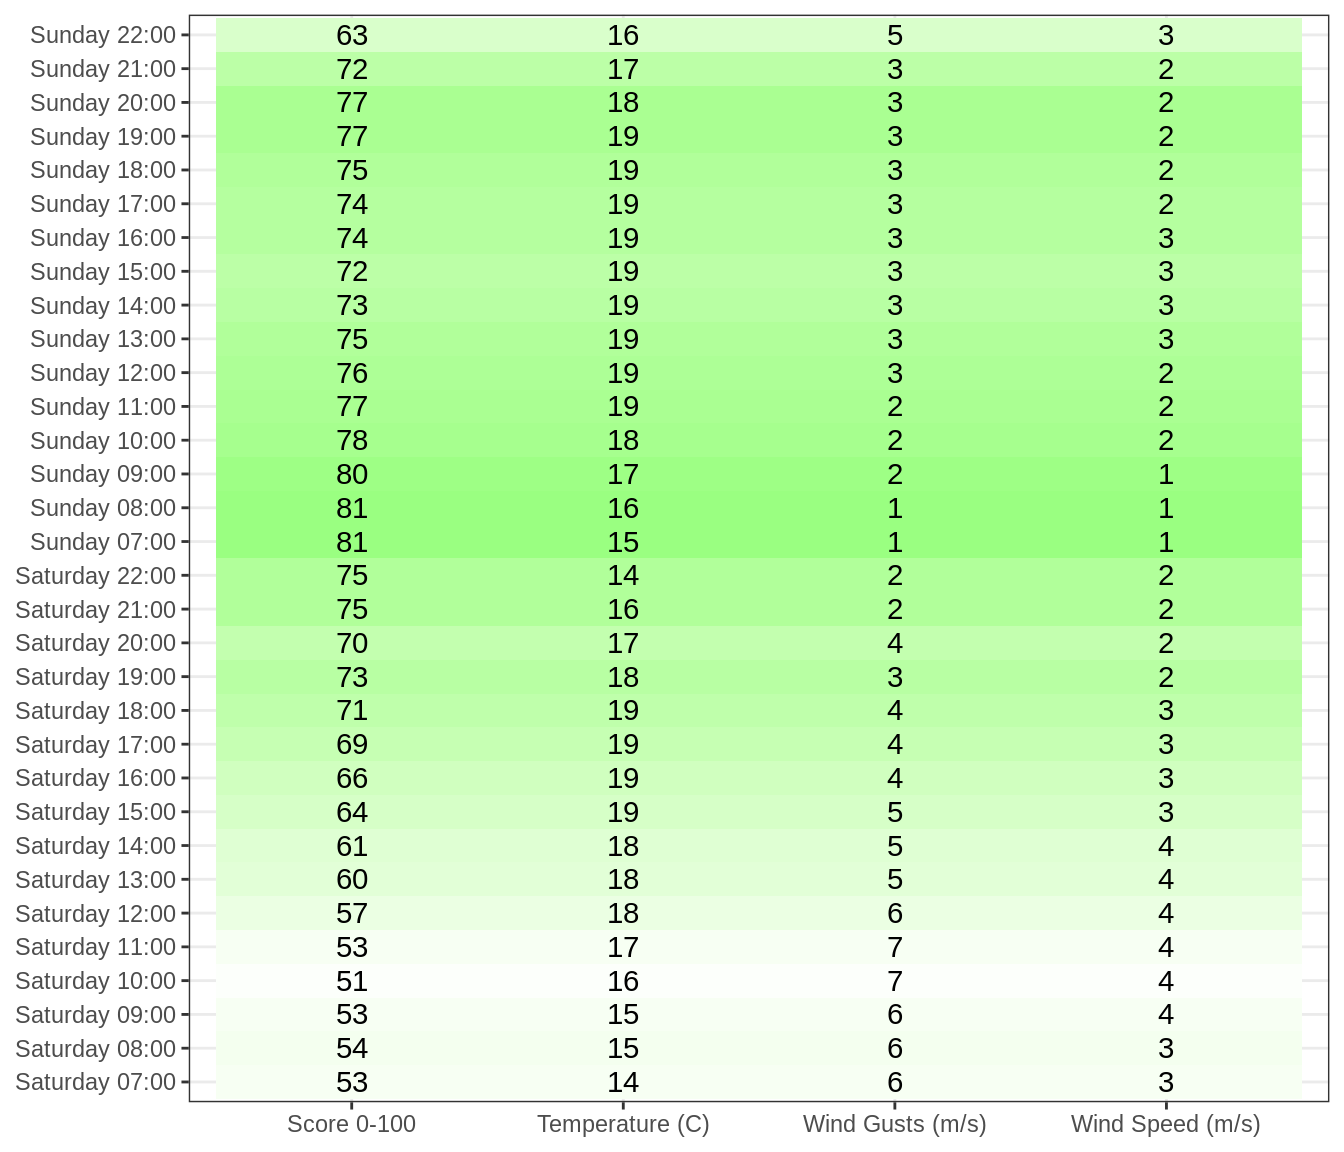 Sunday 22:00 63 16 5 3
Sunday 21:00 72 17 3 2
Sunday 20:00 77 18 3 2
Sunday 19:00 77 19 3 2
Sunday 18:00 75 19 3 2
Sunday 17:00 74 19 3 2
Sunday 16:00 74 19 3 3
Sunday 15:00 72 19 3 3
Sunday 14:00 73 19 3 3
Sunday 13:00 75 19 3 3
Sunday 12:00 76 19 3 2
Sunday 11:00 77 19 2 2
Sunday 10:00 78 18 2 2
Sunday 09:00 80 17 2 1
Sunday 08:00 81 16 1 1
Sunday 07:00 81 15 1 1
Saturday 22:00 75 14 2 2
Saturday 21:00 75 16 2 2
Saturday 20:00 70 17 4 2
Saturday 19:00 73 18 3 2
Saturday 18:00 71 19 4 3
Saturday 17:00 69 19 4 3
Saturday 16:00 66 19 4 3
Saturday 15:00 64 19 5 3
Saturday 14:00 61 18 5 4
Saturday 13:00 60 18 5 4
Saturday 12:00 57 18 6 4
Saturday 11:00 53 17 7 4
Saturday 10:00 51 16 7 4
Saturday 09:00 53 15 6 4
Saturday 08:00 54 15 6 3
Saturday 07:00 53 14 6 3
Score 0-100 Temperature (C) Wind Gusts (m/s) Wind Speed (m/s)